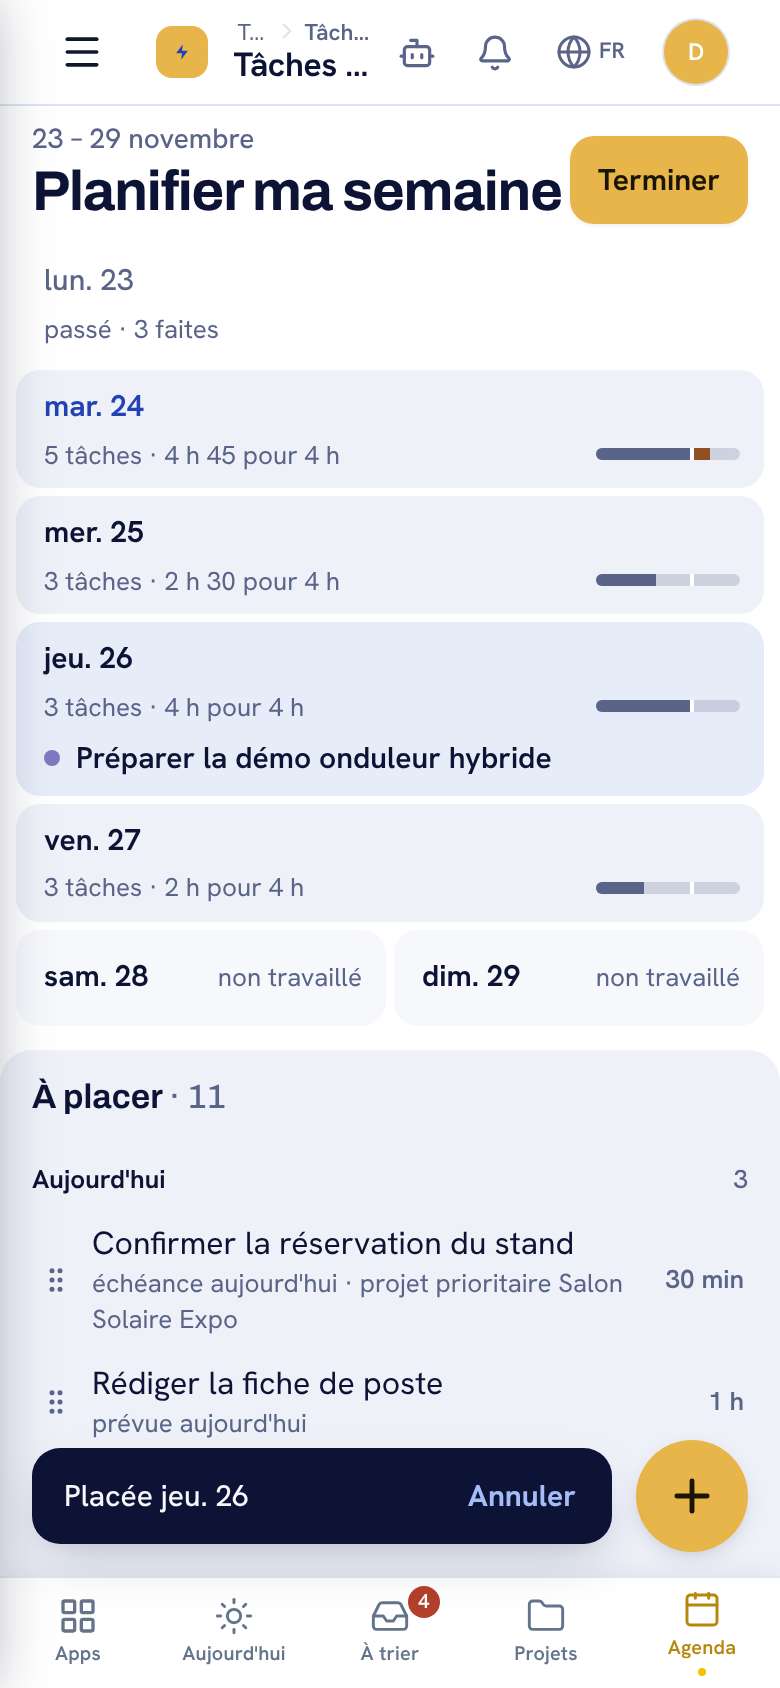 T... > Tâch...
Tâches ...
FR
D
23 – 29 novembre
Planifier ma semaine
Terminer
lun. 23
passé · 3 faites
mar. 24
5 tâches · 4 h 45 pour 4 h
mer. 25
3 tâches · 2 h 30 pour 4 h
jeu. 26
3 tâches · 4 h pour 4 h
Préparer la démo onduleur hybride
ven. 27
3 tâches · 2 h pour 4 h
sam. 28 non travaillé
dim. 29 non travaillé
À placer · 11
Aujourd'hui 3
Confirmer la réservation du stand
échéance aujourd'hui · projet prioritaire Salon
Solaire Expo
30 min
Rédiger la fiche de poste
prévue aujourd'hui
1 h
Placée jeu. 26 Annuler
4
Apps
Aujourd'hui
À trier
Projets
Agenda